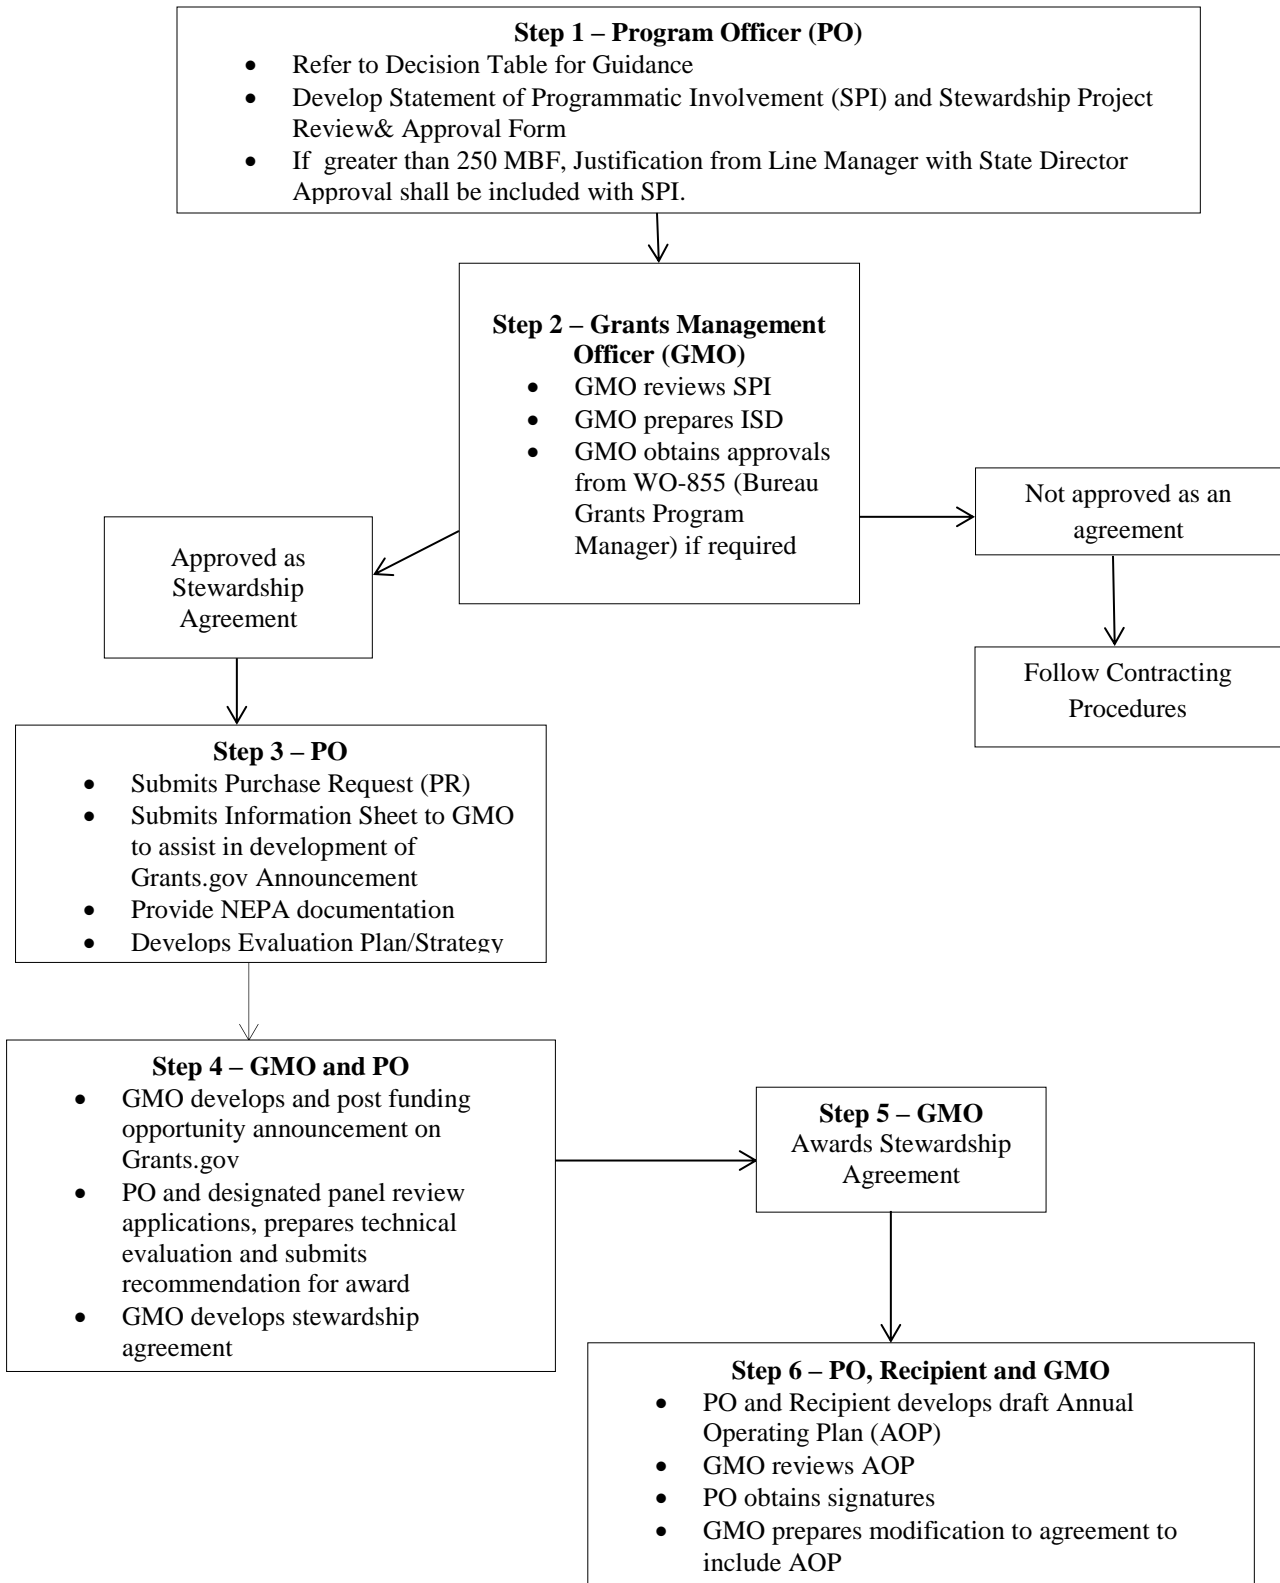 Step 1 – Program Officer (PO)
• Refer to Decision Table for Guidance
• Develop Statement of Programmatic Involvement (SPI) and Stewardship Project
Review& Approval Form
• If  greater than 250 MBF, Justification from Line Manager with State Director
Approval shall be included with SPI.
Step 2 – Grants Management
Officer (GMO)
• GMO reviews SPI
• GMO prepares ISD
• GMO obtains approvals
from WO-855 (Bureau
Grants Program
Manager) if required
Not approved as an
agreement
Approved as
Stewardship
Agreement
Follow Contracting
Procedures
Step 3 – PO
• Submits Purchase Request (PR)
• Submits Information Sheet to GMO
to assist in development of
Grants.gov Announcement
• Provide NEPA documentation
• Develops Evaluation Plan/Strategy
Step 4 – GMO and PO
• GMO develops and post funding
opportunity announcement on
Grants.gov
• PO and designated panel review
applications, prepares technical
evaluation and submits
recommendation for award
• GMO develops stewardship
agreement
Step 5 – GMO
Awards Stewardship
Agreement
Step 6 – PO, Recipient and GMO
• PO and Recipient develops draft Annual
Operating Plan (AOP)
• GMO reviews AOP
• PO obtains signatures
• GMO prepares modification to agreement to
include AOP